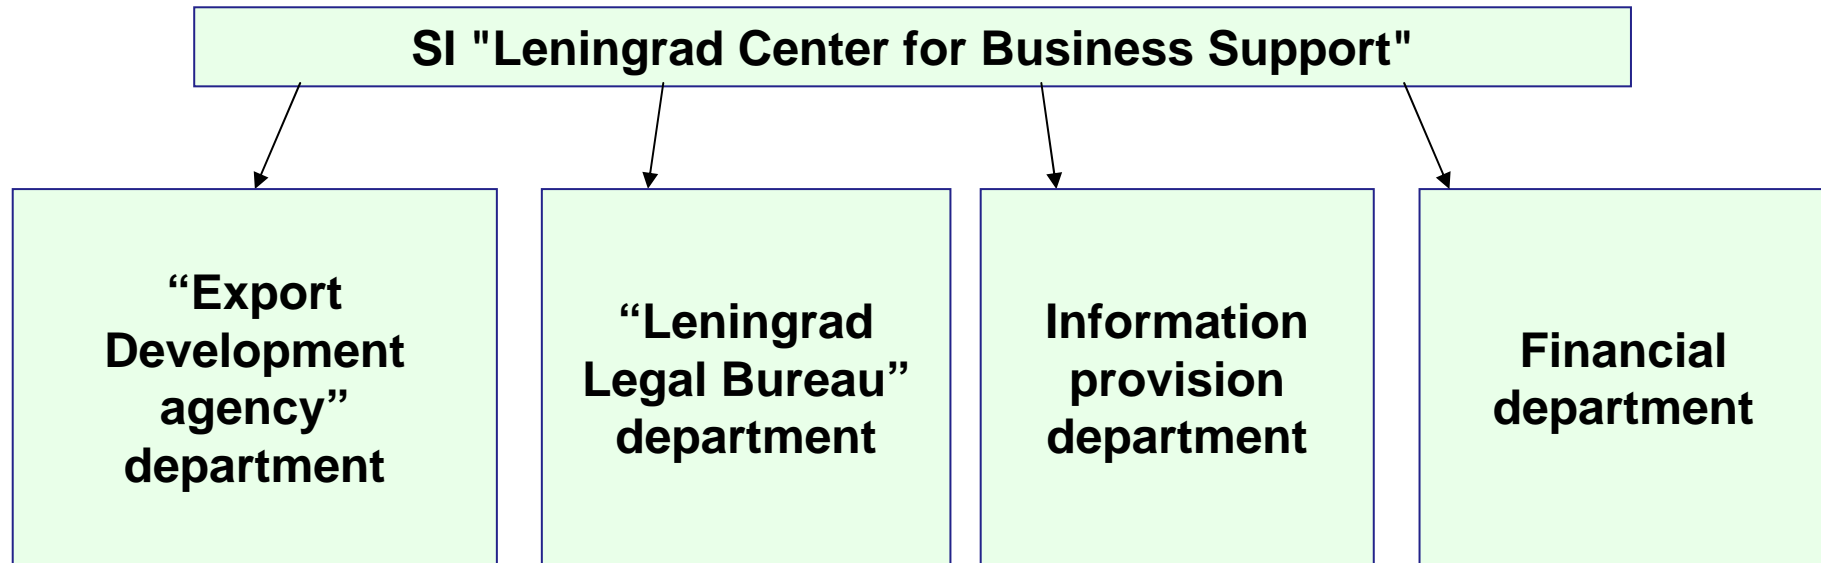 SI "Leningrad Center for Business Support"
“Export
Development
agency”
department
“Leningrad
Legal Bureau”
department
Information
provision
department
Financial
department